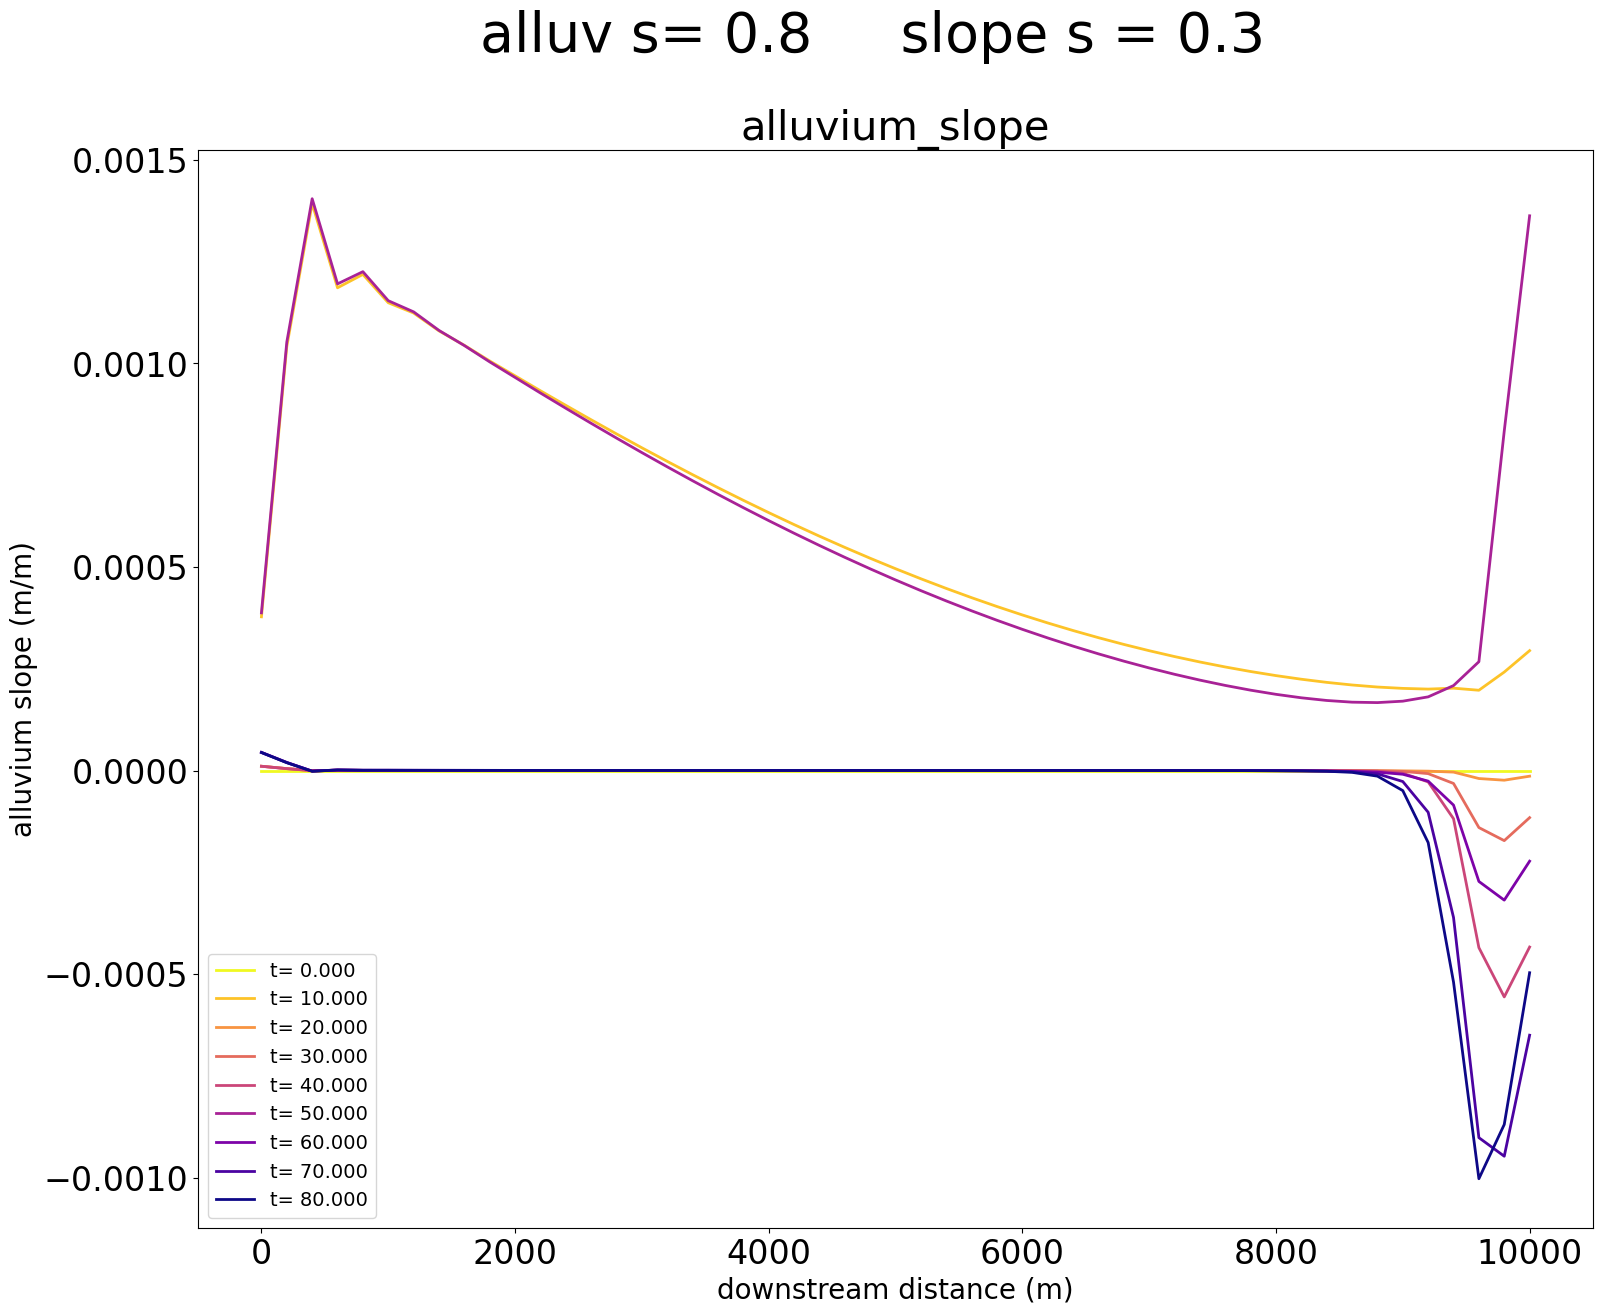 alluv s= 0.8     slope s = 0.3
alluvium_slope
0.0015
0.0010
0.0005
0.0000
−0.0005
−0.0010
alluvium slope (m/m)
t= 0.000
t= 10.000
t= 20.000
t= 30.000
t= 40.000
t= 50.000
t= 60.000
t= 70.000
t= 80.000
0 2000 4000 6000 8000 10000
downstream distance (m)